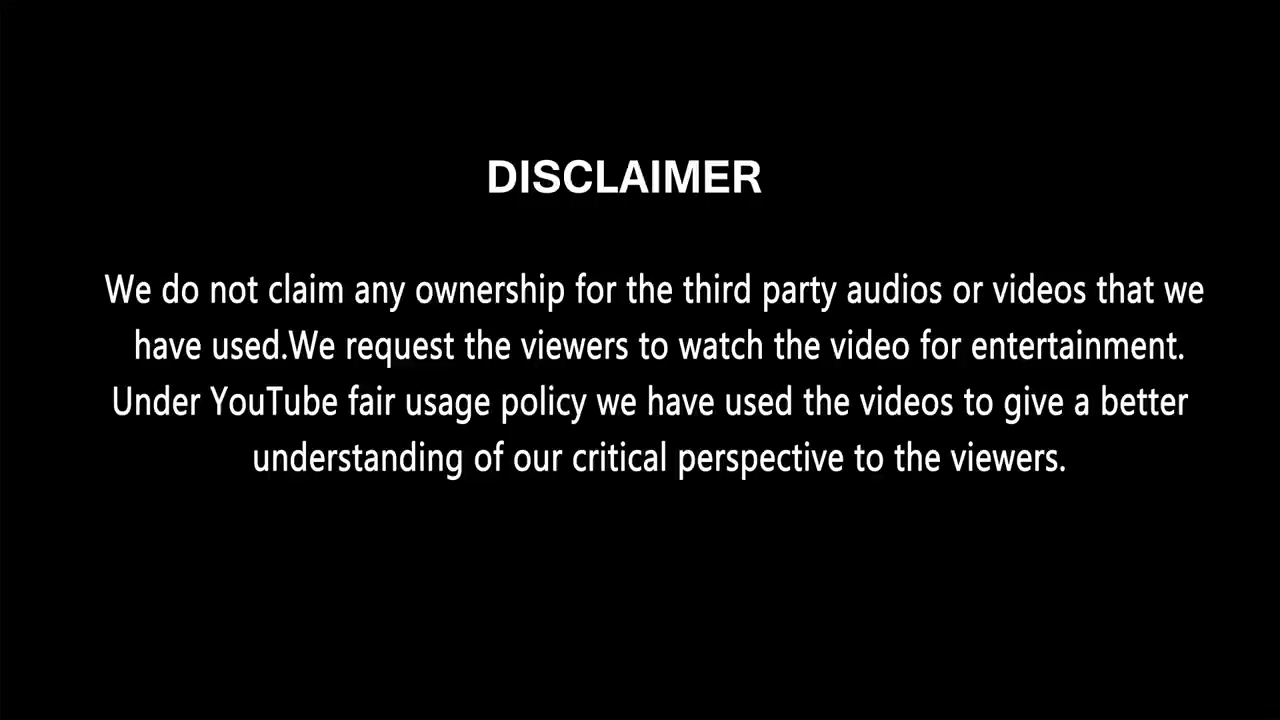 DISCLAIMER
We do not claim any ownership for the third party audios or videos that we
have used.We request the viewers to watch the video for entertainment.
Under YouTube fair usage policy we have used the videos to give a better
understanding of our critical perspective to the viewers.